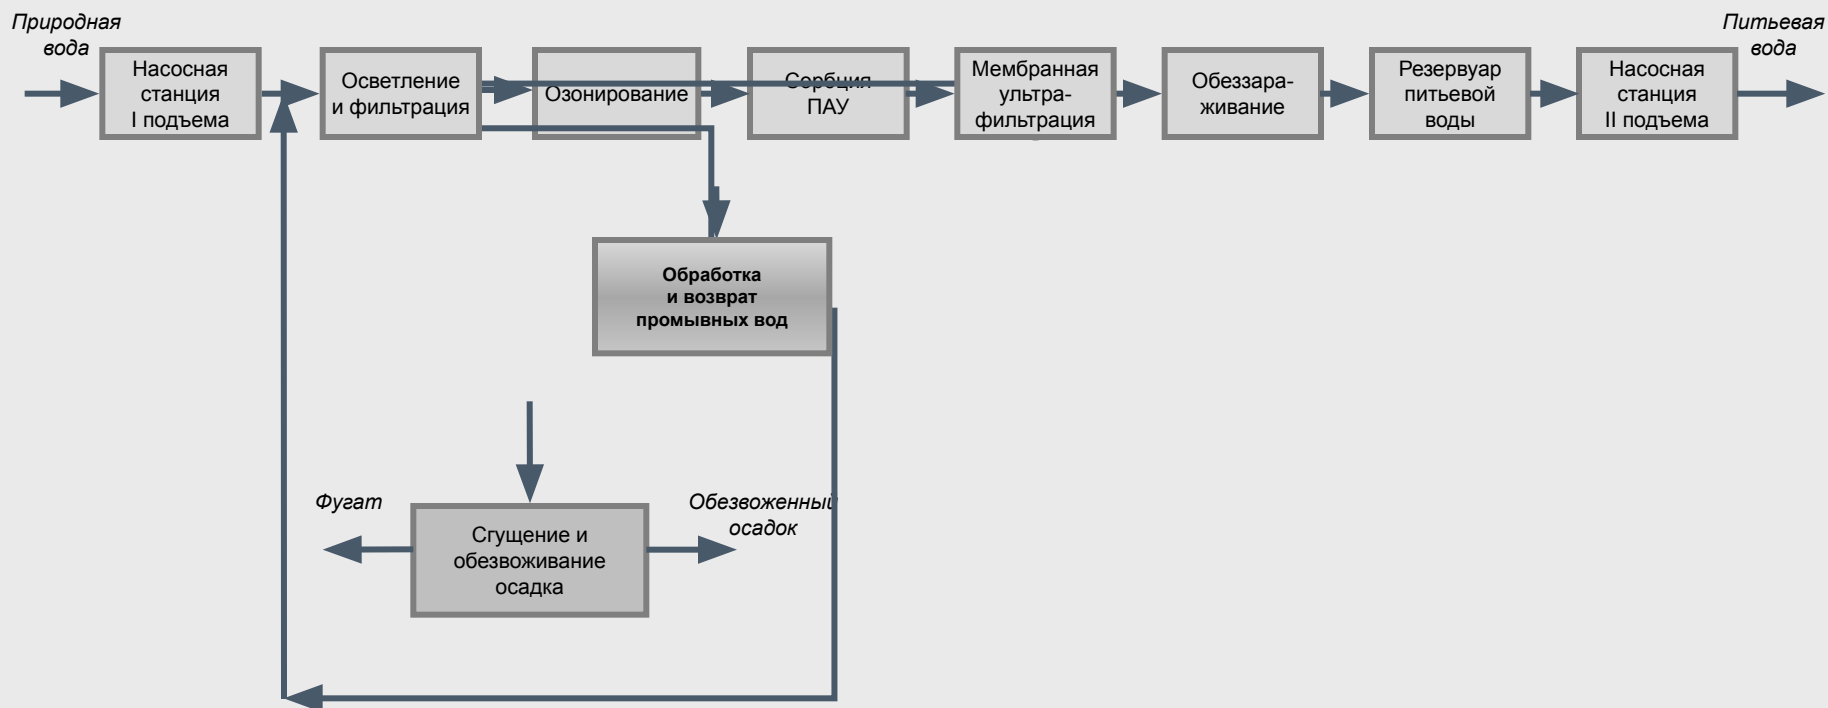 Природная
вода
Насосная
станция
I подъема
Осветление
и фильтрация
Озонирование
Сорбция
ПАУ
Мембранная
ультра-
фильтрация
Обеззара-
живание
Резервуар
питьевой
воды
Насосная
станция
II подъема
Питьевая
вода
Обработка
и возврат
промывных вод
Фугат
Сгущение и
обезвоживание
осадка
Обезвоженный
осадок